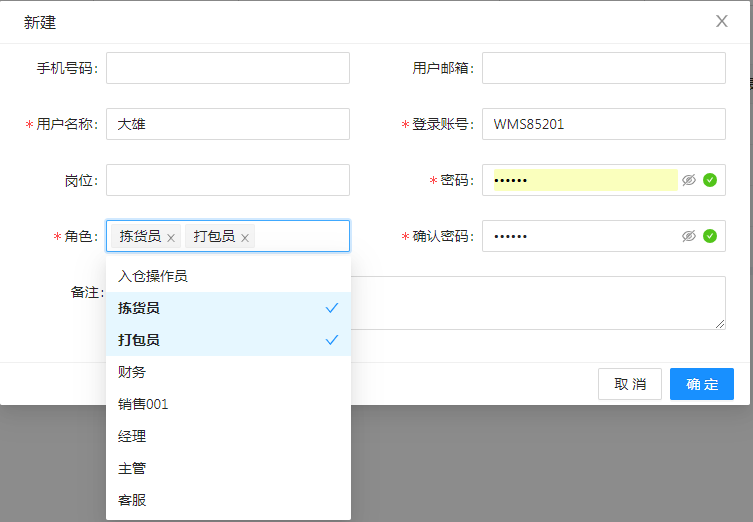 新建
手机号码:
用户邮箱:
*用户名称: 大雄
*登录账号: WMS85201
岗位:
*密码: ••••••
*角色: 拣货员 x 打包员 x
*确认密码: ••••••
入仓操作员
备注:
拣货员
打包员
财务
取 消
确 定
销售001
经理
主管
客服